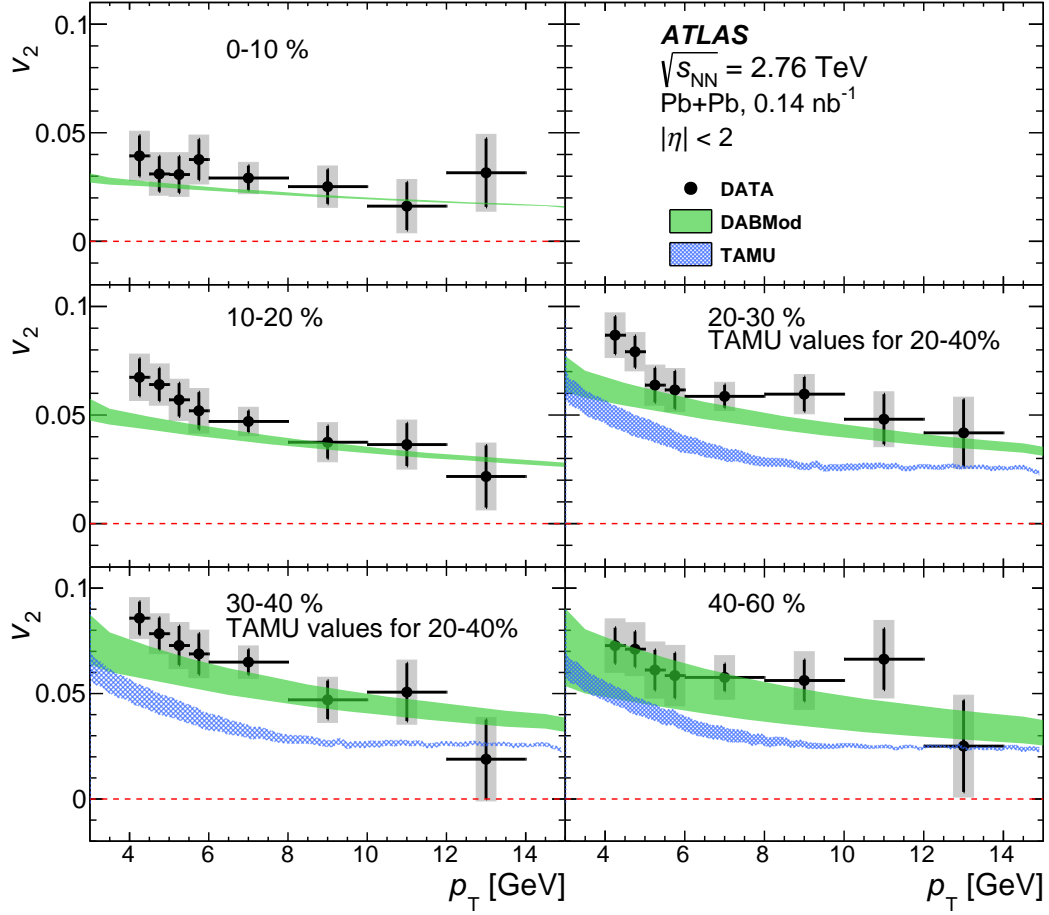 0.1
v2
0-10 %
0.05
0
ATLAS
√sNN = 2.76 TeV
Pb+Pb, 0.14 nb-1
|η| < 2
DATA
DABMod
TAMU
0.1
v2
10-20 %
0.05
0
20-30 %
TAMU values for 20-40%
0.1
v2
30-40 %
TAMU values for 20-40%
0.05
0
40-60 %
4 6 8 10 12 14
4 6 8 10 12 14
pT [GeV]
pT [GeV]